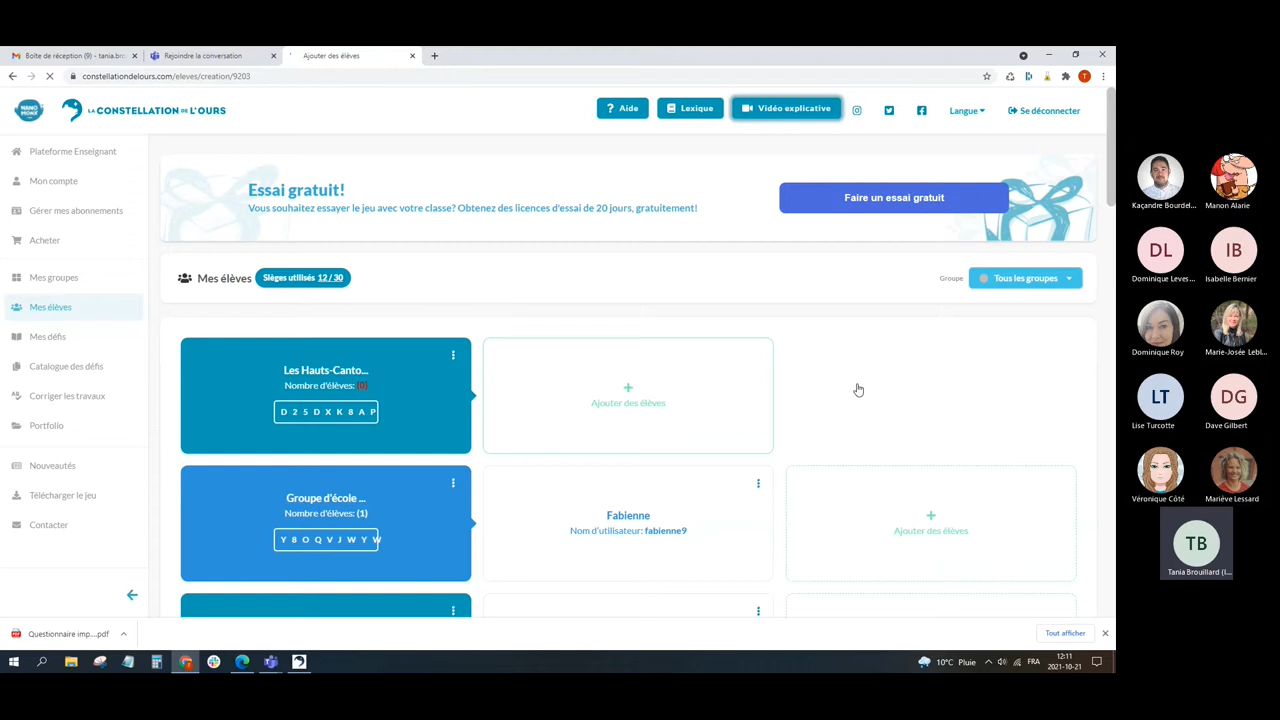 Boîte de réception (9) - tania.bro
Rejoindre la conversation
Ajouter des élèves
constellationdelours.com/eleves/creation/9203
T
NANO MONX
LA CONSTELLATION DE L'OURS
Aide
Lexique
Vidéo explicative
Langue
Se déconnecter
Plateforme Enseignant
Mon compte
Gérer mes abonnements
Acheter
Mes groupes
Mes élèves
Mes défis
Catalogue des défis
Corriger les travaux
Portfolio
Nouveautés
Télécharger le jeu
Contacter
Essai gratuit!
Vous souhaitez essayer le jeu avec votre classe? Obtenez des licences d'essai de 20 jours, gratuitement!
Faire un essai gratuit
Mes élèves
Sièges utilisés 12 / 30
Groupe
Tous les groupes
Les Hauts-Canto...
Nombre d'élèves: (0)
D 2 5 D X K 8 A P
Ajouter des élèves
Groupe d'école ...
Nombre d'élèves: (1)
Y 8 O Q V J W Y W
Fabienne
Nom d'utilisateur: fabienne9
Ajouter des élèves
Questionnaire imp....pdf
Tout afficher
10°C Pluie
FRA
12:11
2021-10-21
Kaçandre Bourdel...
Manon Alarie
DL
Dominique Leves...
IB
Isabelle Bernier
Dominique Roy
Marie-Josée Lebl...
LT
Lise Turcotte
DG
Dave Gilbert
Véronique Côté
Mariève Lessard
TB
Tania Brouillard (I...